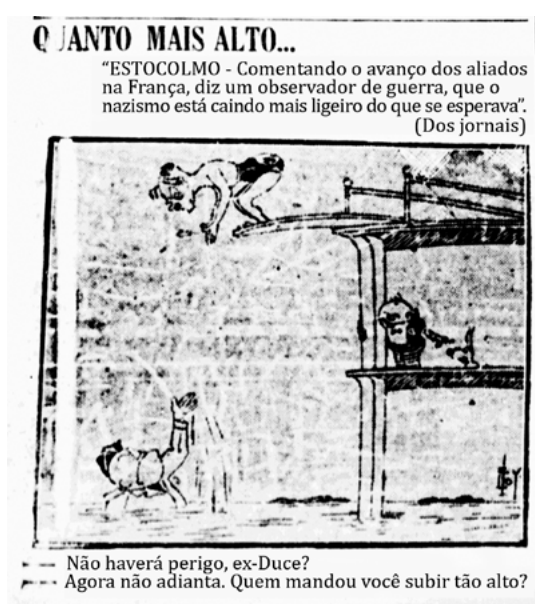 QUANTO MAIS ALTO...
“ESTOCOLMO - Comentando o avanço dos aliados
na França, diz um observador de guerra, que o
nazismo está caindo mais ligeiro do que se esperava”.
(Dos jornais)
— Não haverá perigo, ex-Duce?
— Agora não adianta. Quem mandou você subir tão alto?